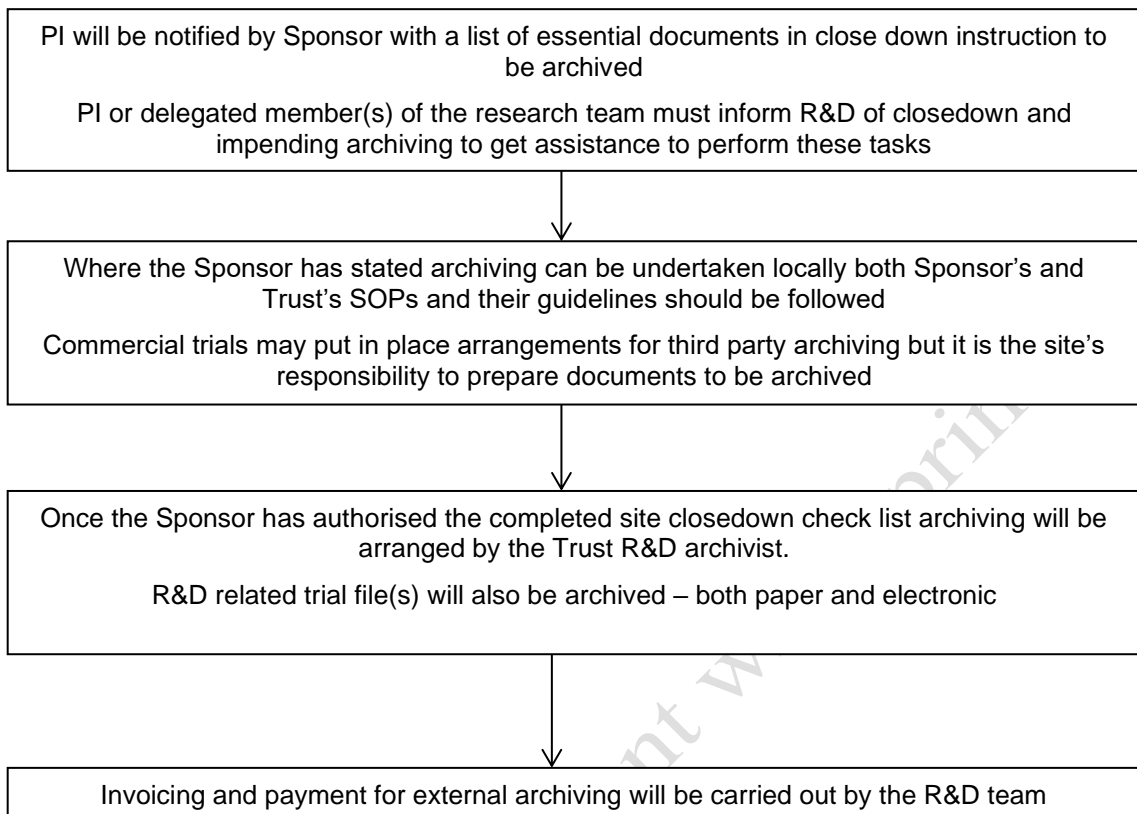 PI will be notified by Sponsor with a list of essential documents in close down instruction to
be archived
PI or delegated member(s) of the research team must inform R&D of closedown and
impending archiving to get assistance to perform these tasks
Where the Sponsor has stated archiving can be undertaken locally both Sponsor's and
Trust's SOPs and their guidelines should be followed
Commercial trials may put in place arrangements for third party archiving but it is the site's
responsibility to prepare documents to be archived
Once the Sponsor has authorised the completed site closedown check list archiving will be
arranged by the Trust R&D archivist.
R&D related trial file(s) will also be archived – both paper and electronic
Invoicing and payment for external archiving will be carried out by the R&D team